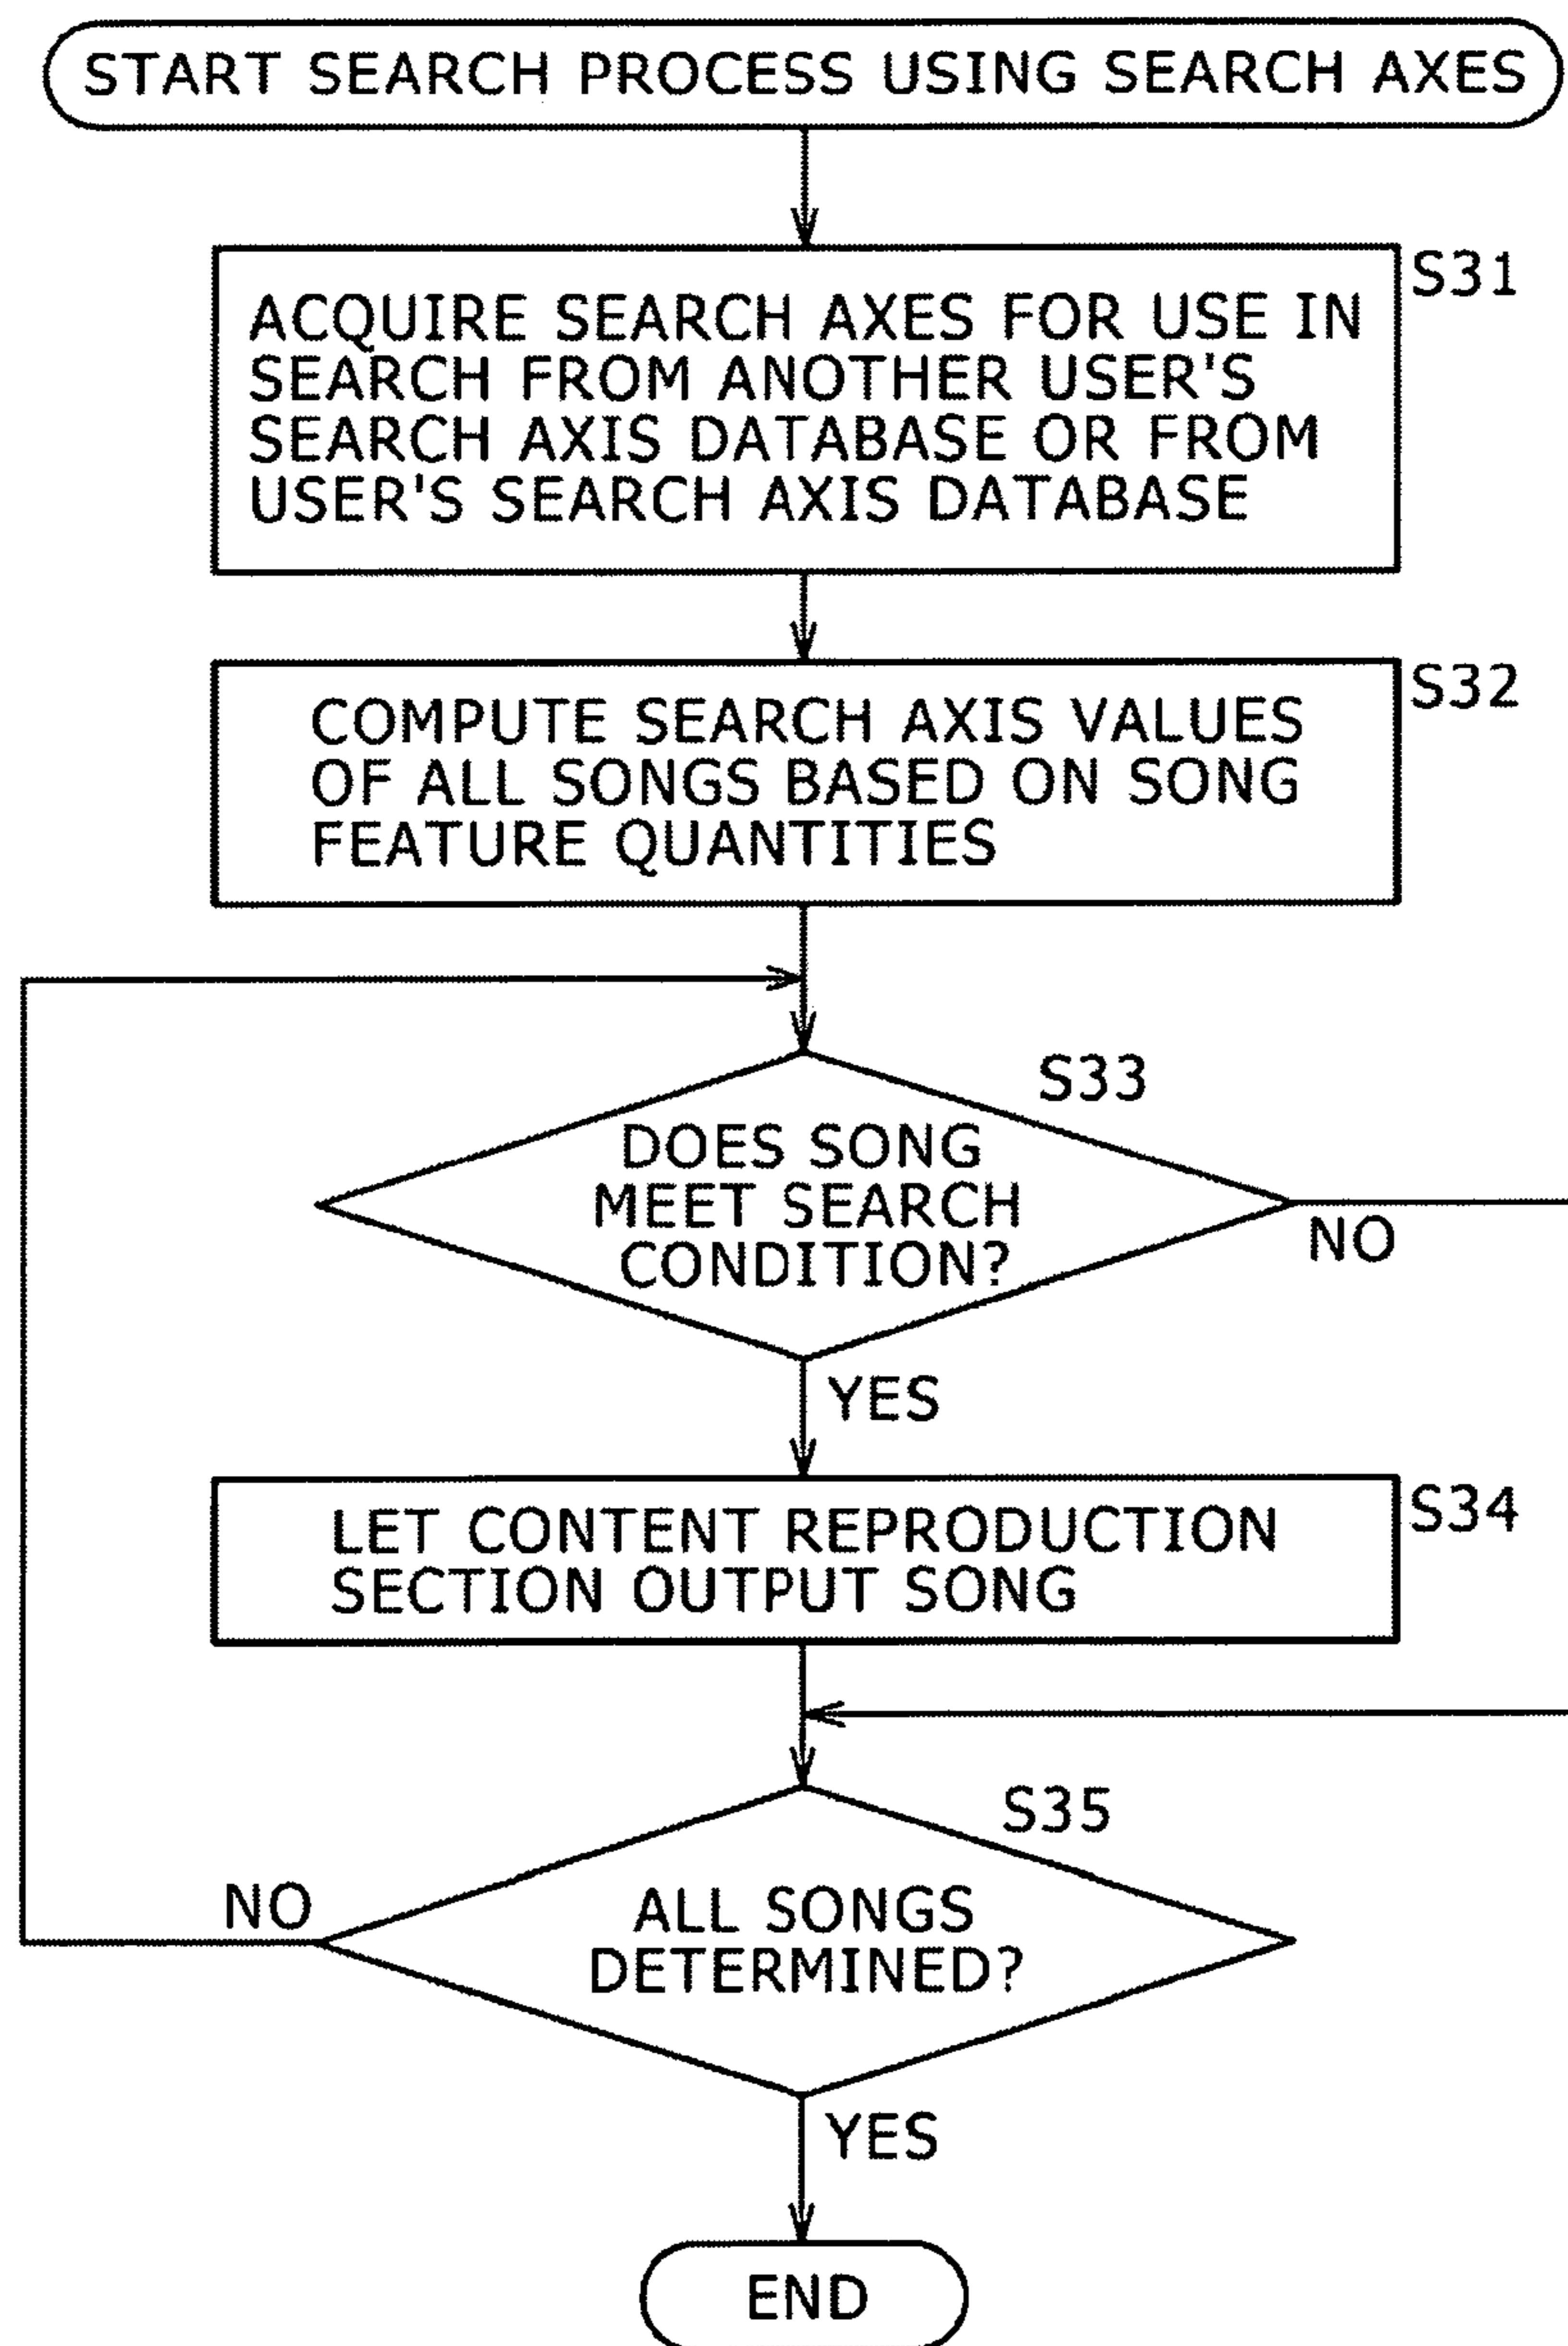 START SEARCH PROCESS USING SEARCH AXES
S31
ACQUIRE SEARCH AXES FOR USE IN
SEARCH FROM ANOTHER USER'S
SEARCH AXIS DATABASE OR FROM
USER'S SEARCH AXIS DATABASE
S32
COMPUTE SEARCH AXIS VALUES
OF ALL SONGS BASED ON SONG
FEATURE QUANTITIES
S33
DOES SONG
MEET SEARCH
CONDITION?
NO
YES
S34
LET CONTENT REPRODUCTION
SECTION OUTPUT SONG
S35
NO
ALL SONGS
DETERMINED?
YES
END